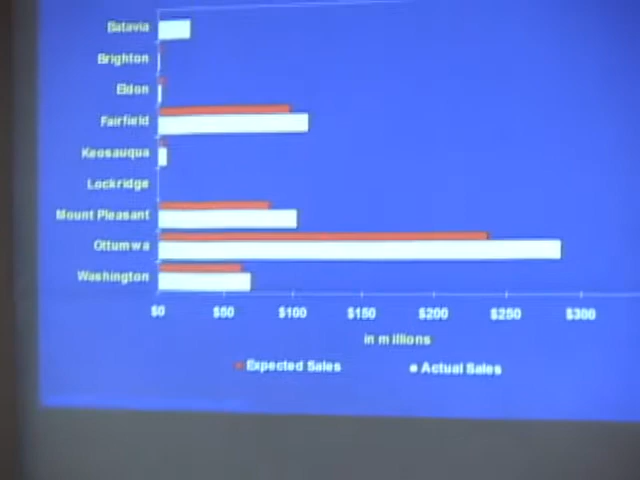 Batavia
Brighton
Eldon
Fairfield
Keosauqua
Lockridge
Mount Pleasant
Ottumwa
Washington
$0 $50 $100 $150 $200 $250 $300
in millions
Expected Sales Actual Sales